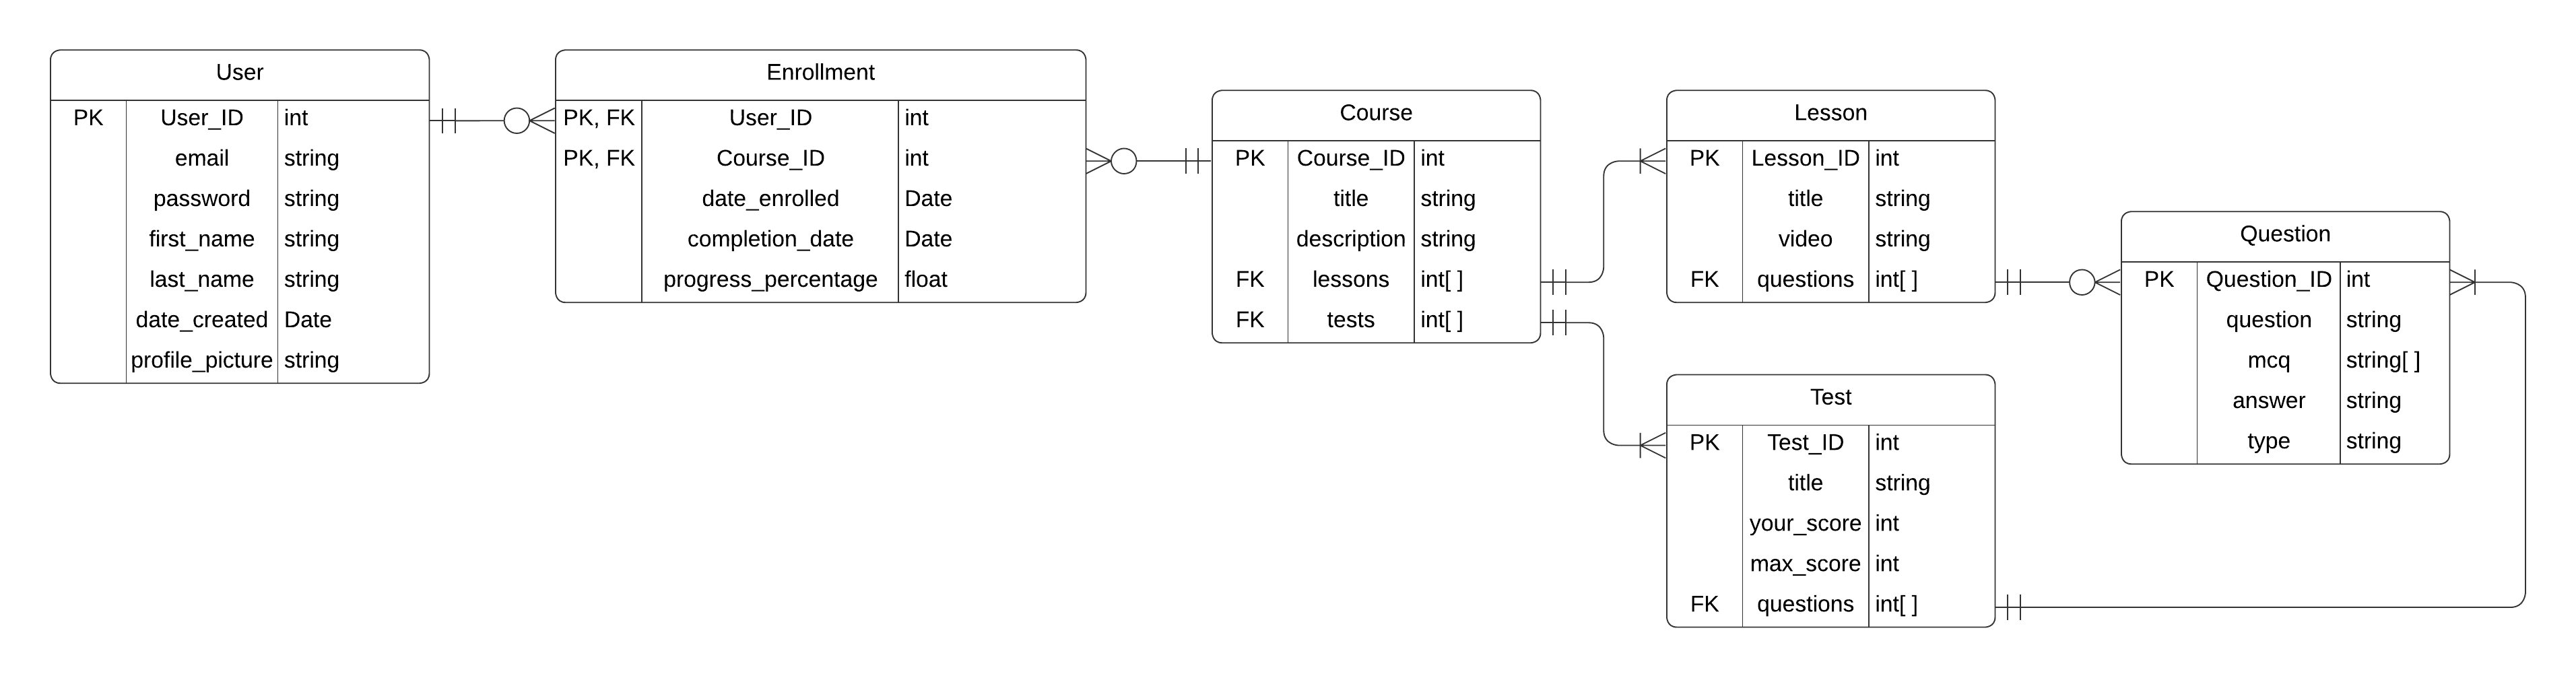 User
PK User_ID int
email string
password string
first_name string
last_name string
date_created Date
profile_picture string
Enrollment
PK, FK User_ID int
PK, FK Course_ID int
date_enrolled Date
completion_date Date
progress_percentage float
Course
PK Course_ID int
title string
description string
FK lessons int[ ]
FK tests int[ ]
Lesson
PK Lesson_ID int
title string
video string
FK questions int[ ]
Test
PK Test_ID int
title string
your_score int
max_score int
FK questions int[ ]
Question
PK Question_ID int
question string
mcq string[ ]
answer string
type string